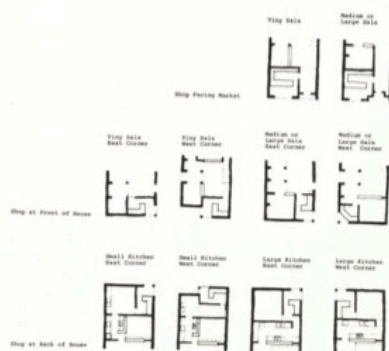 Tiny Sala
Medium or
Large Sala
Shop Facing Market
Tiny Sala
East Corner
Tiny Sala
West Corner
Medium or
Large Sala
East Corner
Medium or
Large Sala
West Corner
Shop at Front of House
Small Kitchen
East Corner
Small Kitchen
West Corner
Large Kitchen
East Corner
Large Kitchen
West Corner
Shop at Back of House